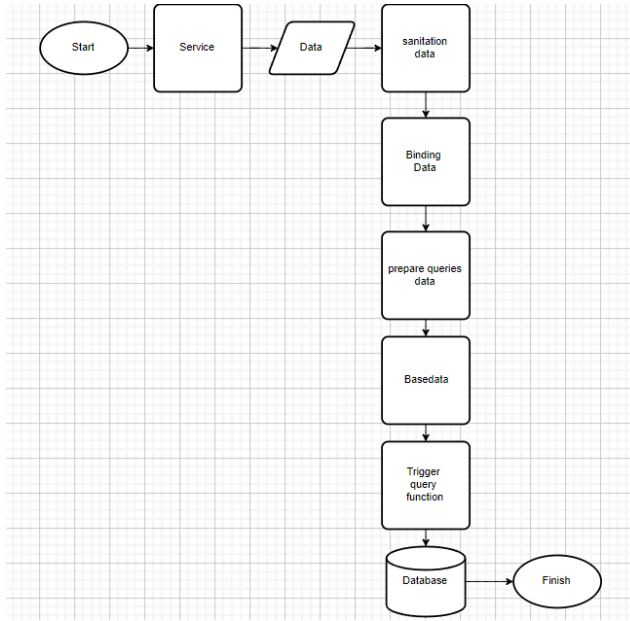 Start
Service
Data
sanitation
data
Binding
Data
prepare queries
data
Basedata
Trigger
query
function
Database
Finish